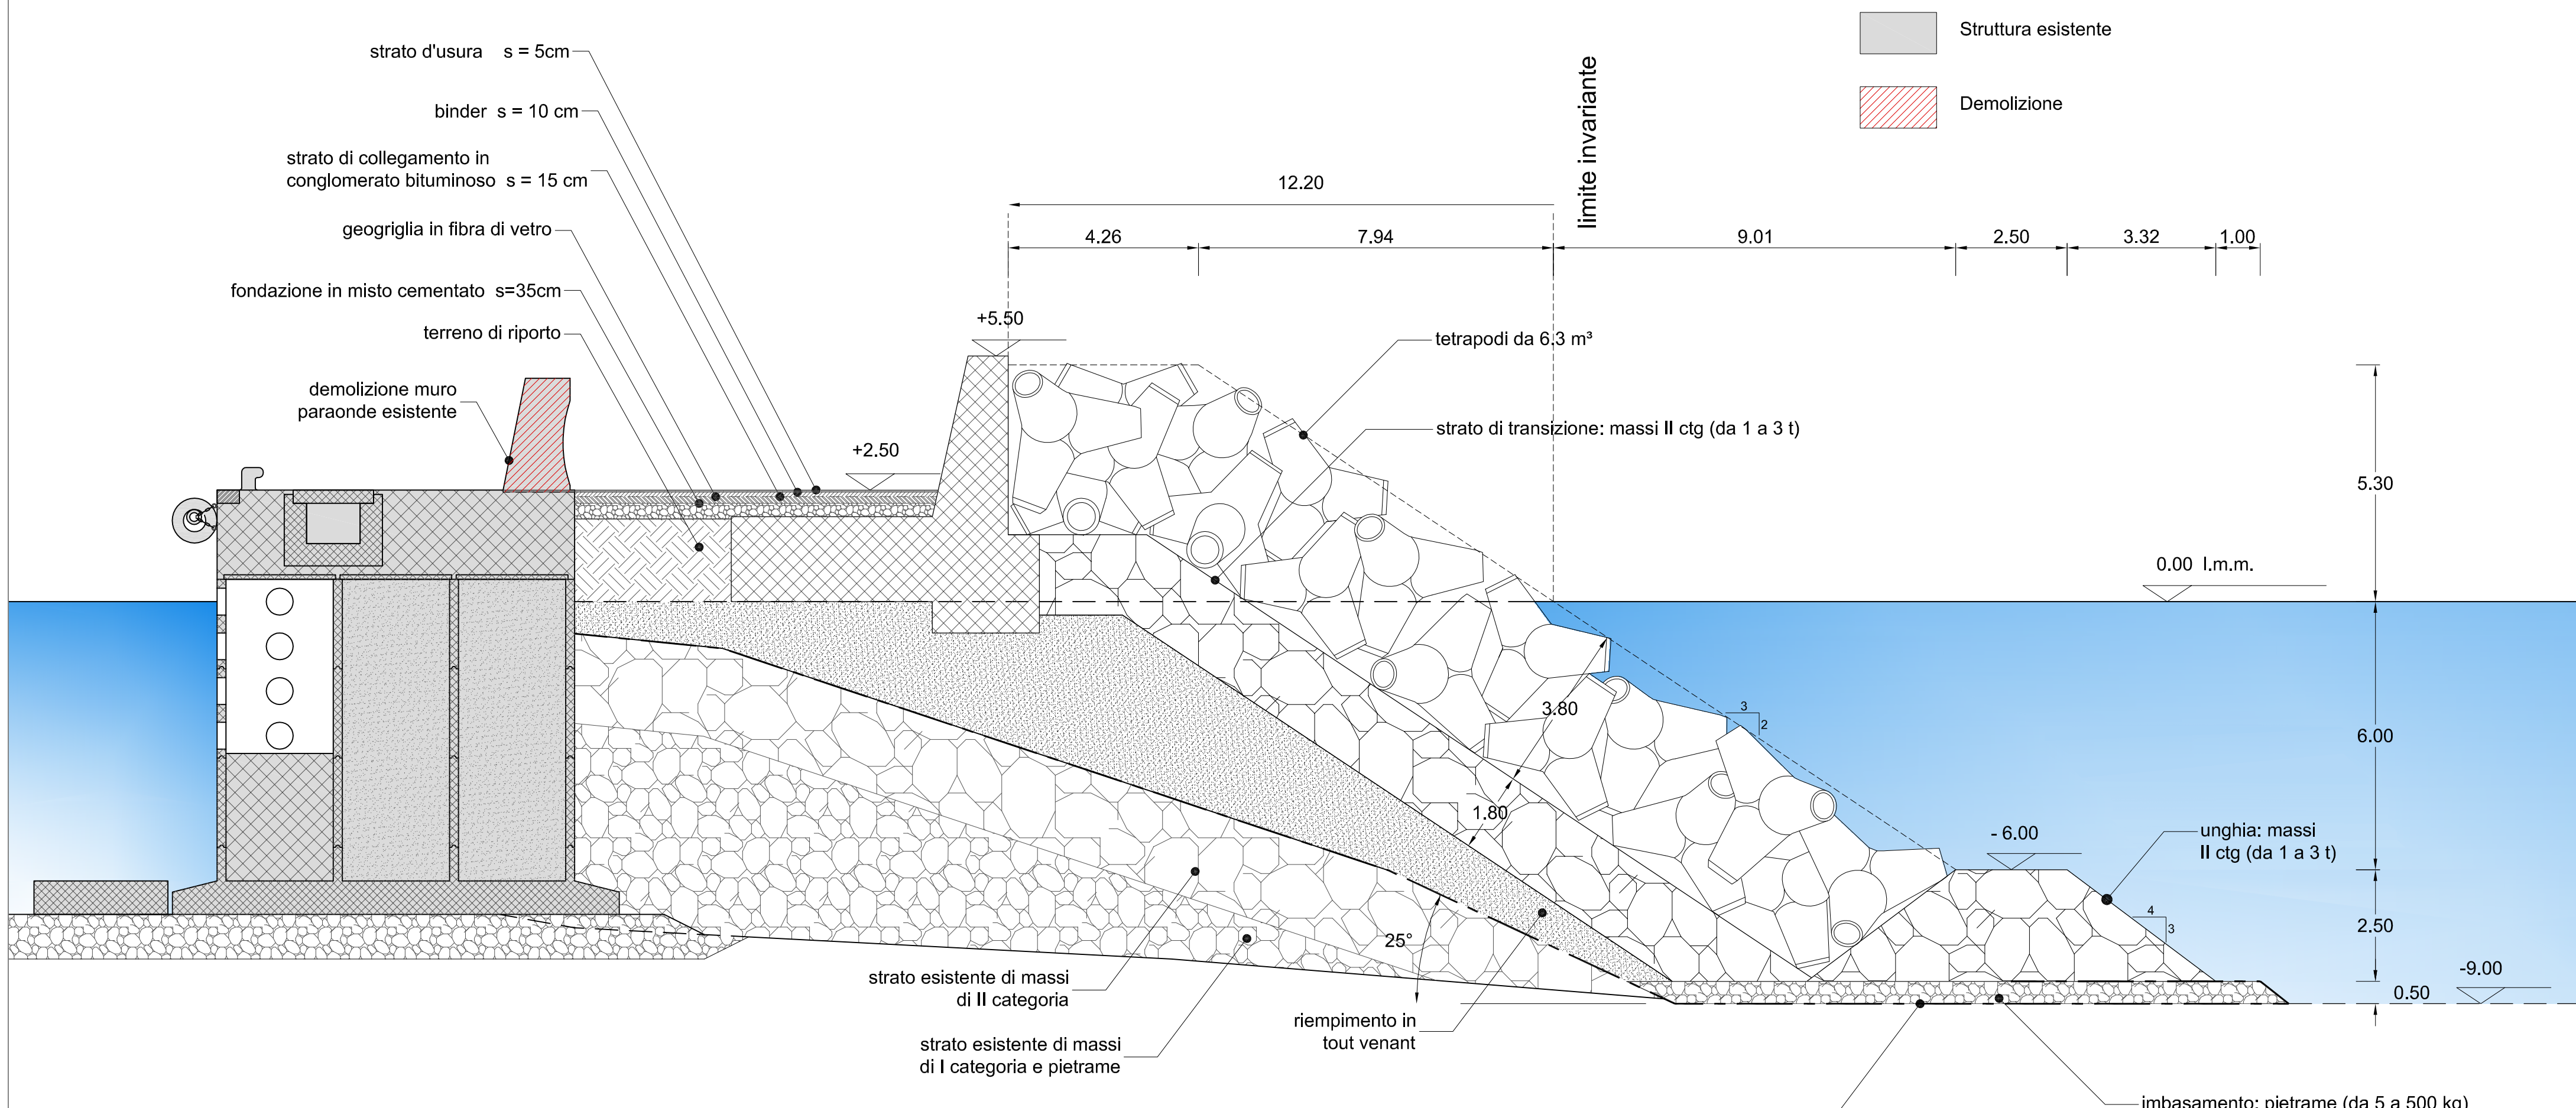 Struttura esistente
Demolizione
strato d'usura s = 5cm
binder s = 10 cm
strato di collegamento in
conglomerato bituminoso s = 15 cm
geogriglia in fibra di vetro
fondazione in misto cementato s=35cm
terreno di riporto
demolizione muro
paraonde esistente
limite invariante
12.20
4.26
7.94
9.01
2.50
3.32
1.00
+5.50
+2.50
tetrapodi da 6.3 m³
strato di transizione: massi II ctg (da 1 a 3 t)
5.30
0.00 l.m.m.
3.80
1.80
3
2
6.00
- 6.00
unghia: massi
II ctg (da 1 a 3 t)
4
3
2.50
-9.00
0.50
25°
strato esistente di massi
di II categoria
strato esistente di massi
di I categoria e pietrame
riempimento in
tout venant
imbasamento: pietrame (da 5 a 500 kg)